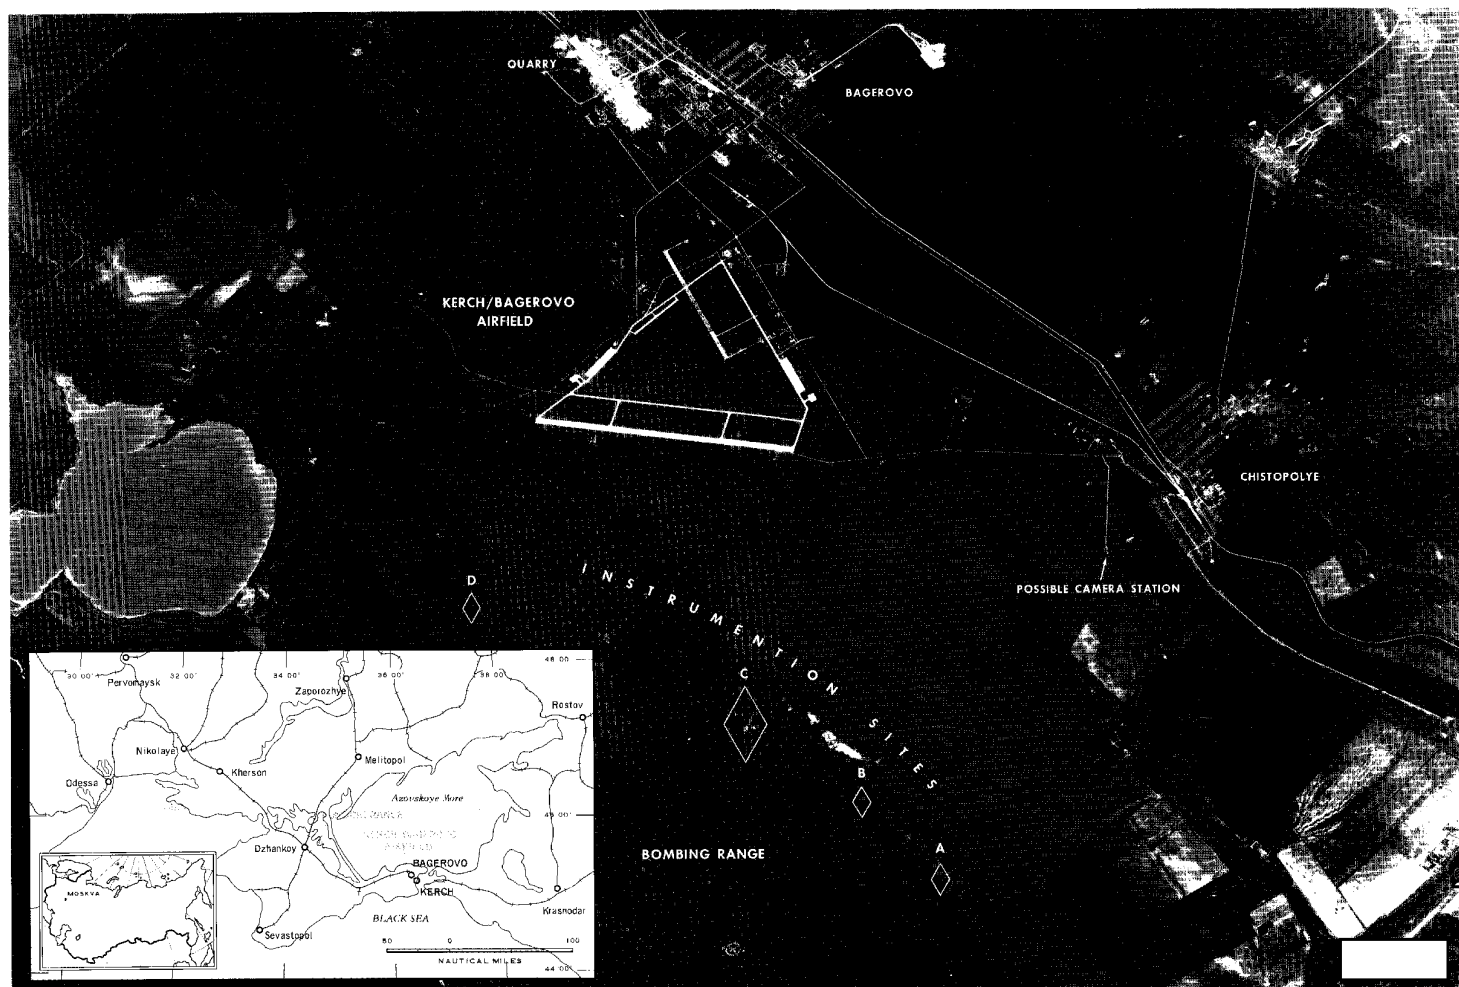 QUARRY
BAGEROVO
KERCH/BAGEROVO
AIRFIELD
CHISTOPOLYE
POSSIBLE CAMERA STATION
INSTRUMENTION SITES
D
C
B
A
BOMBING RANGE
30 00'
32 00'
34 00'
36 00'
38 00'
46 00'
Pervomaysk
Zaporozhye
Rostov
Nikolaye
Kherson
Melitopol
Odessa
Azovskoye More
45 00'
Dzhankoy
BAGEROVO
KERCH
Krasnodar
MOSKVA
BLACK SEA
Sevastopol
50 0 100
NAUTICAL MILES
44 00'